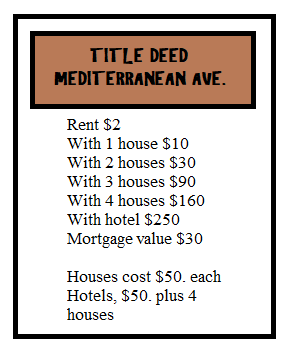 TITLE DEED
MEDITERRANEAN AVE.
Rent $2
With 1 house $10
With 2 houses $30
With 3 houses $90
With 4 houses $160
With hotel $250
Mortgage value $30
Houses cost $50. each
Hotels, $50. plus 4
houses